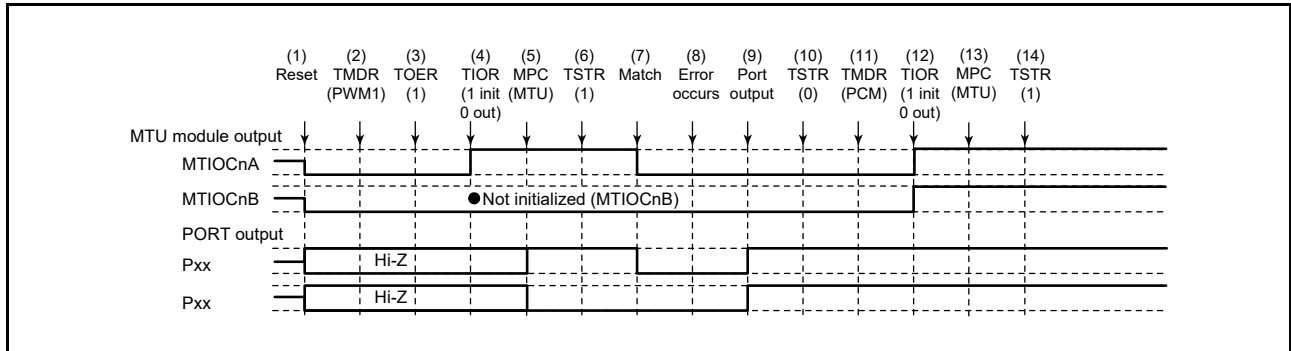 (1) (2) (3) (4) (5) (6) (7) (8) (9) (10) (11) (12) (13) (14)
Reset TMDR TOER TIOR MPC TSTR Match Error Port TSTR TMDR TIOR MPC TSTR
(PWM1) (1) (1 init (MTU) (1) occurs output (0) (PCM) (1 init (MTU) (1)
0 out) 0 out)
MTU module output
MTIOCnA
MTIOCnB ●Not initialized (MTIOCnB)
PORT output
Pxx Hi-Z
Pxx Hi-Z